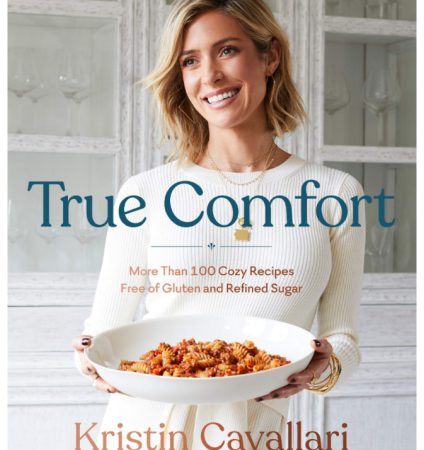 True Comfort
More Than 100 Cozy Recipes
Free of Gluten and Refined Sugar
Kristin Cavallari